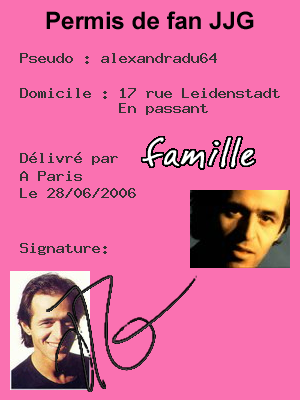 Permis de fan JJG
Pseudo : alexandradu64
Domicile : 17 rue Leidenstadt
En passant
Délivré par famille
A Paris
Le 28/06/2006
Signature: